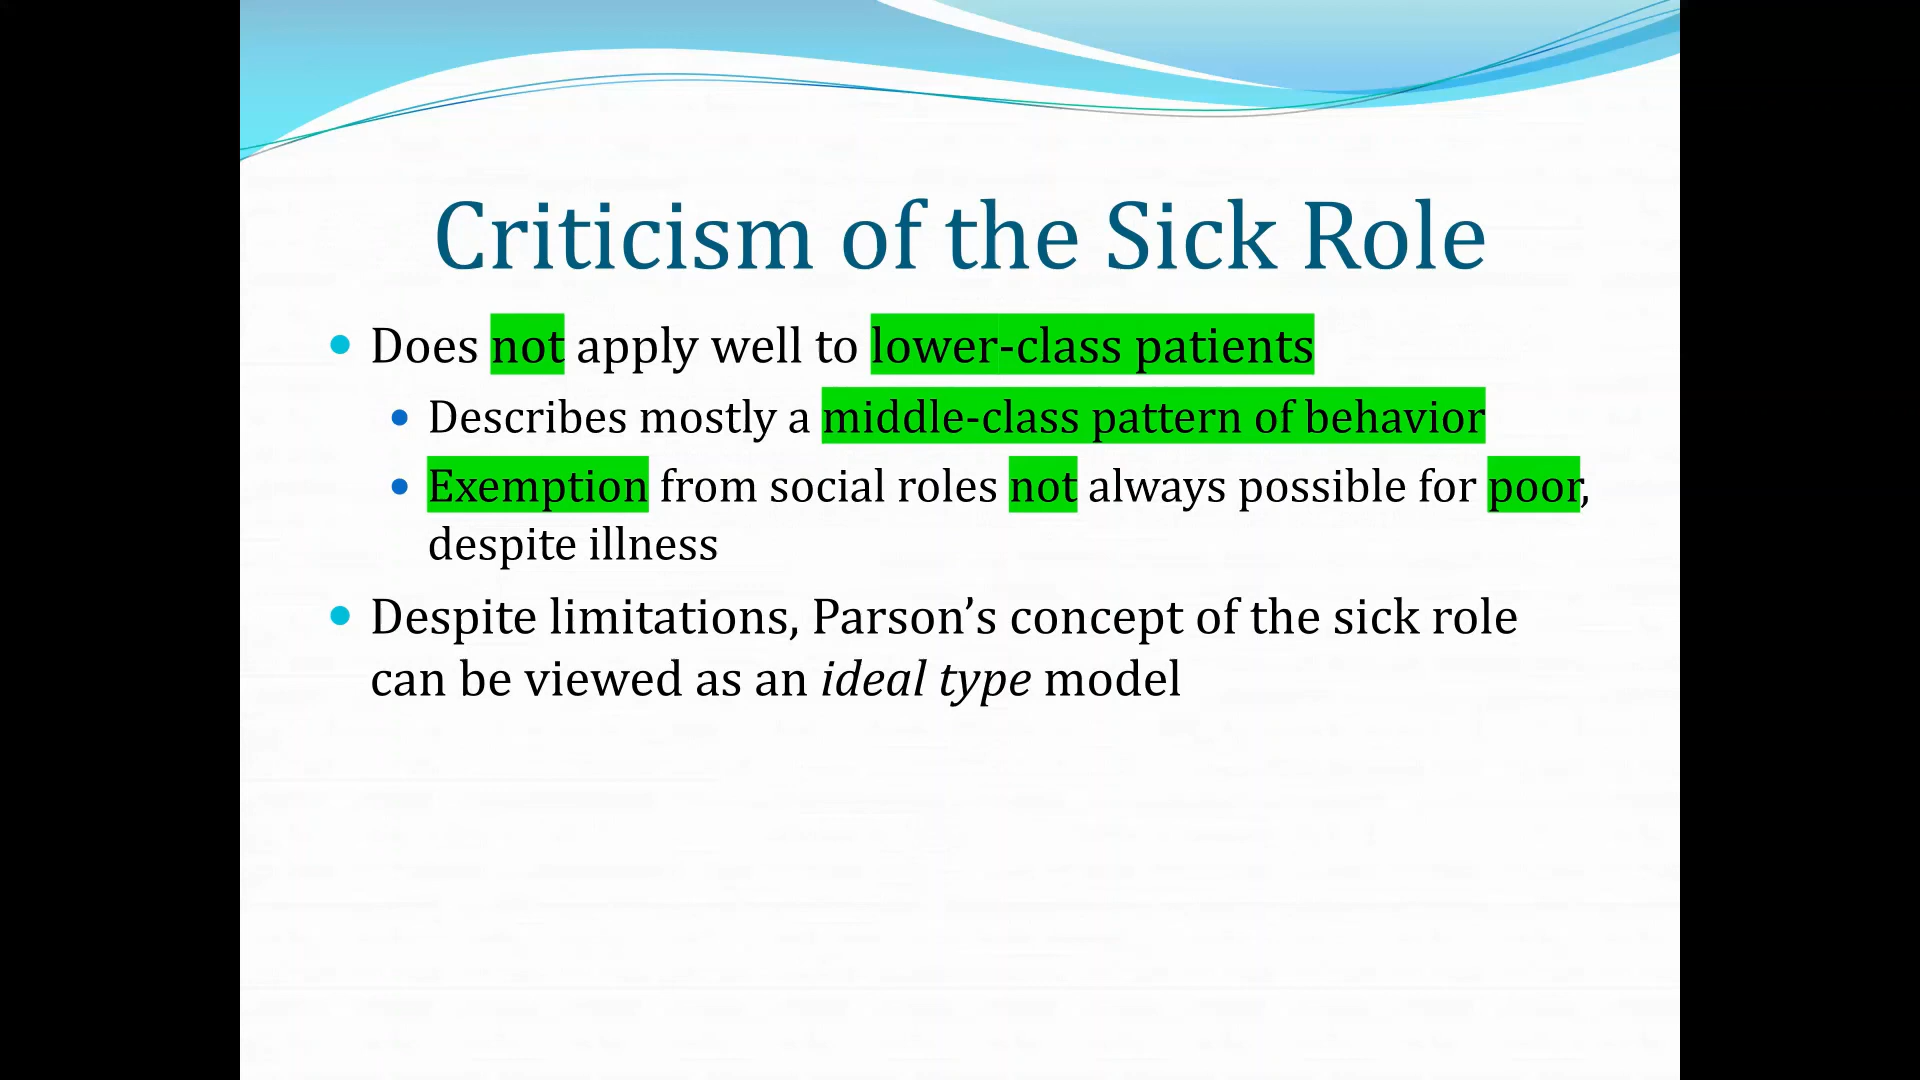 Criticism of the Sick Role
• Does not apply well to lower-class patients
• Describes mostly a middle-class pattern of behavior
• Exemption from social roles not always possible for poor,
despite illness
• Despite limitations, Parson’s concept of the sick role
can be viewed as an ideal type model